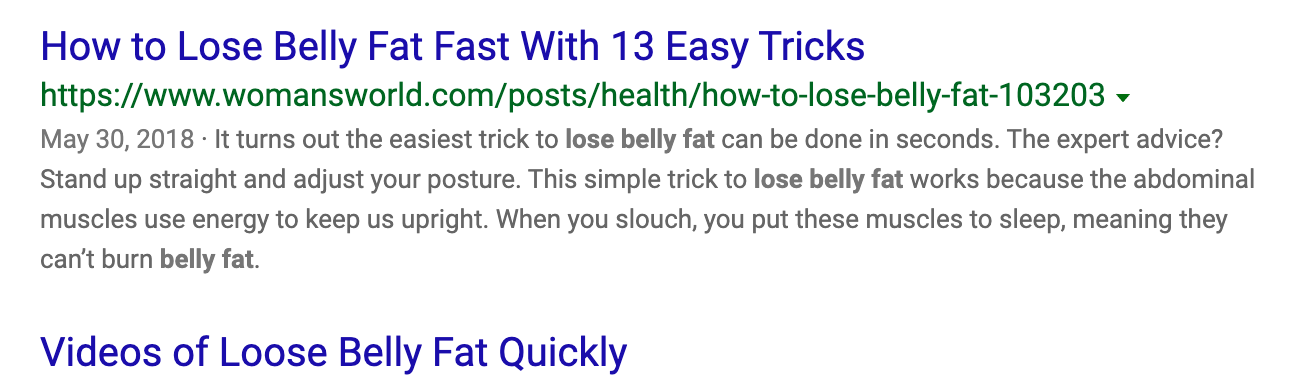 How to Lose Belly Fat Fast With 13 Easy Tricks
https://www.womansworld.com/posts/health/how-to-lose-belly-fat-103203
May 30, 2018 · It turns out the easiest trick to lose belly fat can be done in seconds. The expert advice?
Stand up straight and adjust your posture. This simple trick to lose belly fat works because the abdominal
muscles use energy to keep us upright. When you slouch, you put these muscles to sleep, meaning they
can’t burn belly fat.
Videos of Loose Belly Fat Quickly